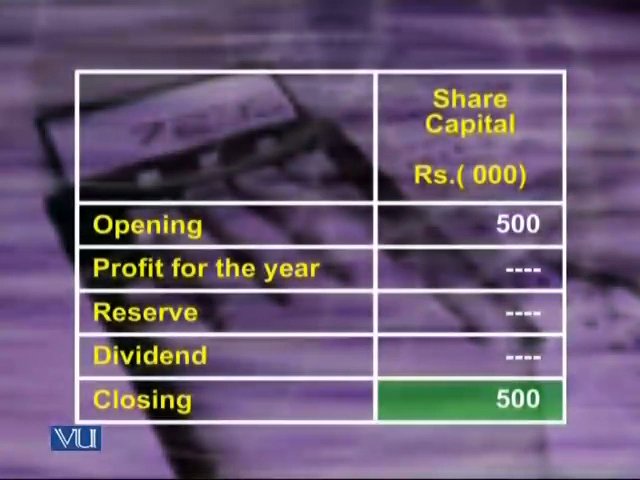 Share
Capital
Rs.( 000)
Opening 500
Profit for the year ----
Reserve ----
Dividend ----
Closing 500
VU